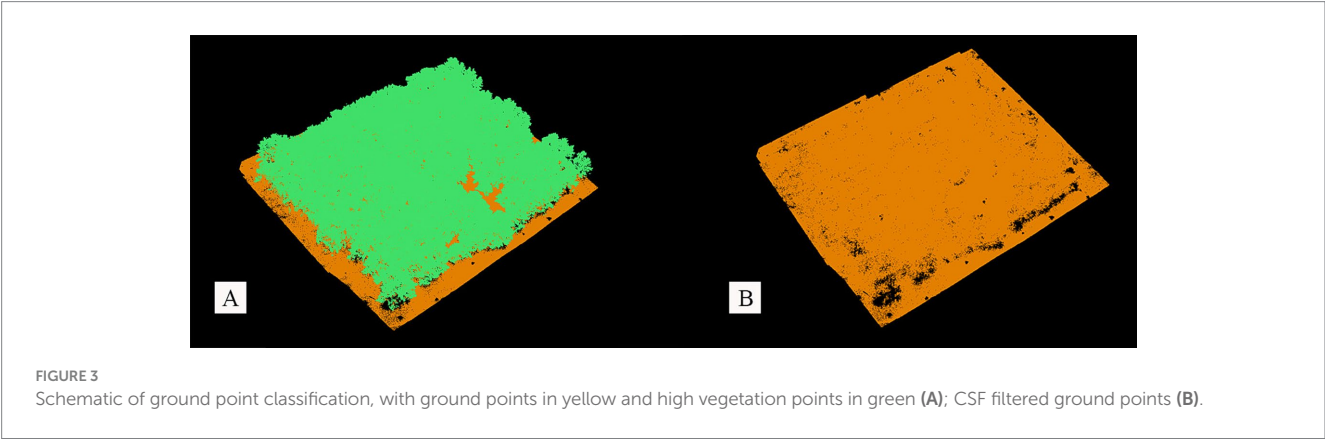 A
B
FIGURE 3
Schematic of ground point classification, with ground points in yellow and high vegetation points in green (A); CSF filtered ground points (B).